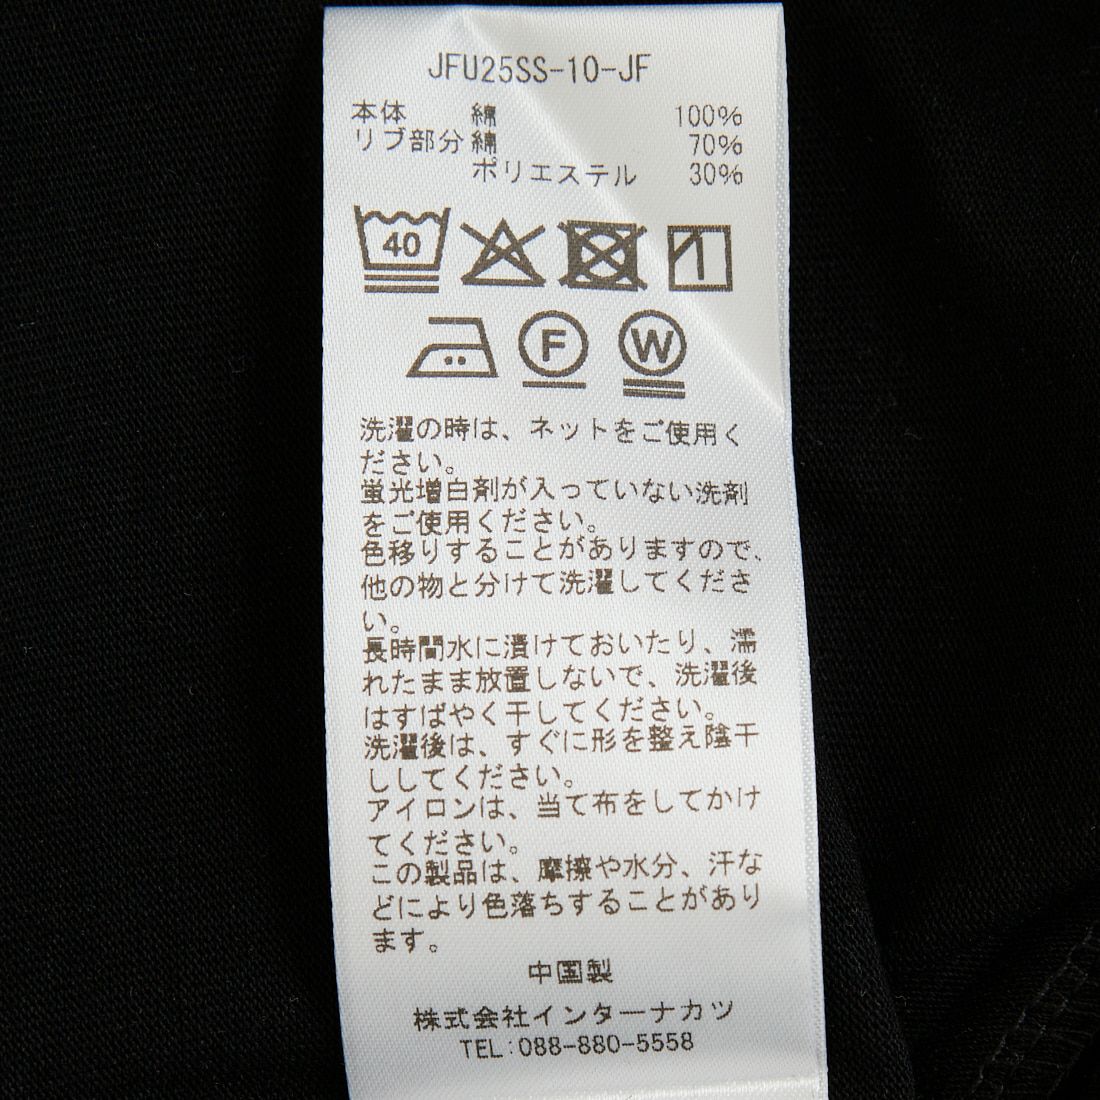 JFU25SS-10-JF
本体 綿 100%
リブ部分 綿 70%
ポリエステル 30%
40
F W
洗濯の時は、ネットをご使用く
ださい。
蛍光増白剤が入っていない洗剤
をご使用ください。
色移りすることがありますので、
他の物と分けて洗濯してくださ
い。
長時間水に漬けておいたり、濡
れたまま放置しないで、洗濯後
はすばやく干してください。
洗濯後は、すぐに形を整え陰干
ししてください。
アイロンは、当て布をしてかけ
てください。
この製品は、摩擦や水分、汗な
どにより色落ちすることがあり
ます。
中国製
株式会社インターナカツ
TEL:088-880-5558